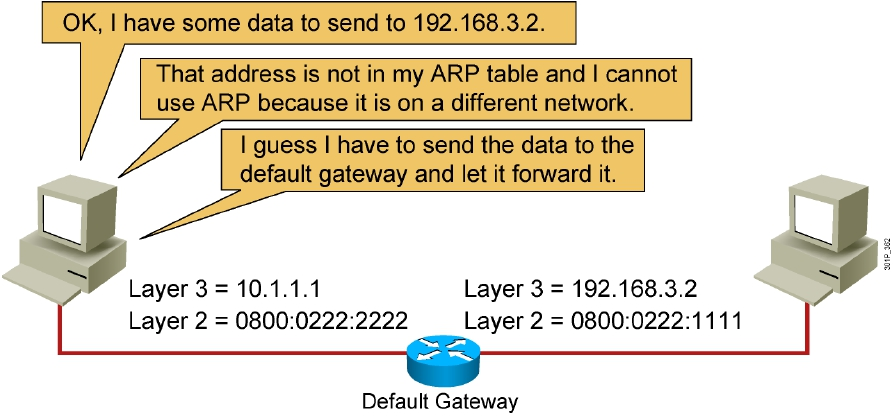 OK, I have some data to send to 192.168.3.2.
That address is not in my ARP table and I cannot
use ARP because it is on a different network.
I guess I have to send the data to the
default gateway and let it forward it.
Layer 3 = 10.1.1.1
Layer 2 = 0800:0222:2222
Layer 3 = 192.168.3.2
Layer 2 = 0800:0222:1111
Default Gateway
301P_362